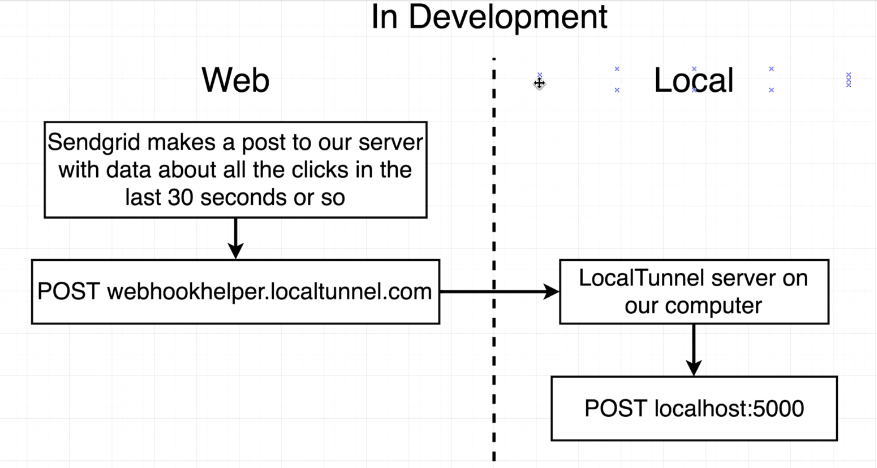 In Development
Web
Local
Sendgrid makes a post to our server
with data about all the clicks in the
last 30 seconds or so
POST webhookhelper.localtunnel.com
LocalTunnel server on
our computer
POST localhost:5000